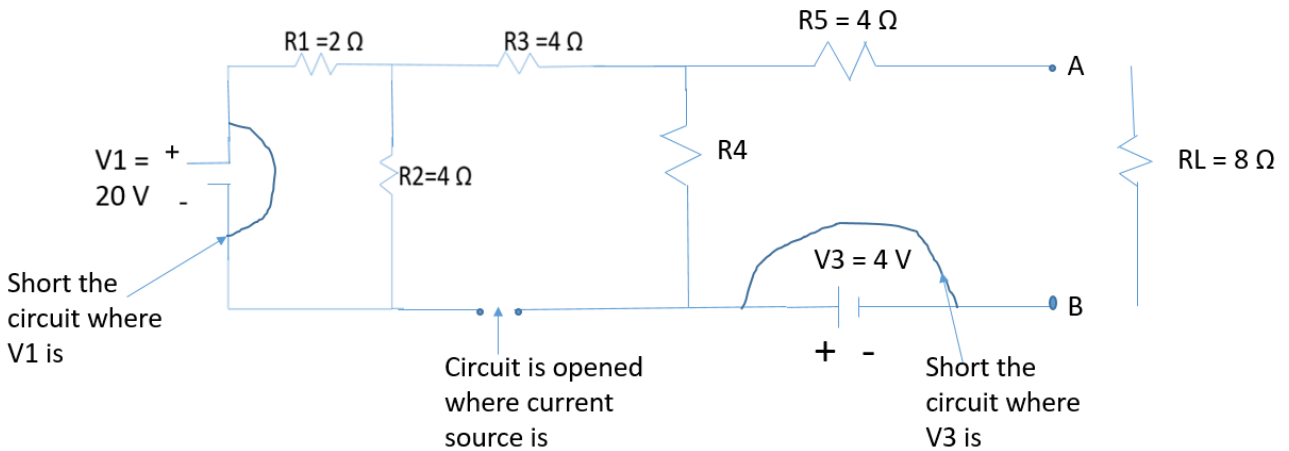 R5 = 4 Ω
R1 =2 Ω
R3 =4 Ω
A
V1 = +
20 V -
R2=4 Ω
R4
RL = 8 Ω
Short the
circuit where
V1 is
V3 = 4 V
B
+ -
Circuit is opened
where current
source is
Short the
circuit where
V3 is